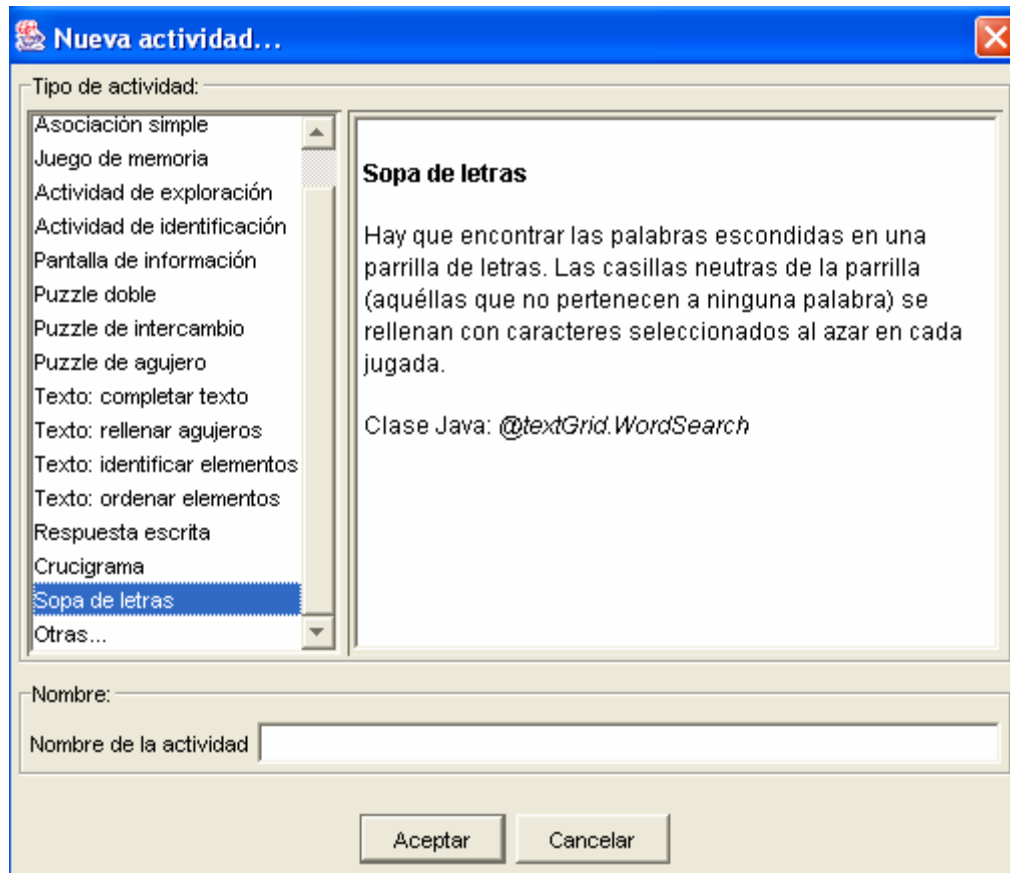 Nueva actividad...
Tipo de actividad:
Asociación simple
Juego de memoria
Actividad de exploración
Actividad de identificación
Pantalla de información
Puzzle doble
Puzzle de intercambio
Puzzle de agujero
Texto: completar texto
Texto: rellenar agujeros
Texto: identificar elementos
Texto: ordenar elementos
Respuesta escrita
Crucigrama
Sopa de letras
Otras...
Sopa de letras
Hay que encontrar las palabras escondidas en una
parrilla de letras. Las casillas neutras de la parrilla
(aquéllas que no pertenecen a ninguna palabra) se
rellenan con caracteres seleccionados al azar en cada
jugada.
Clase Java: @textGrid.WordSearch
Nombre:
Nombre de la actividad
Aceptar
Cancelar